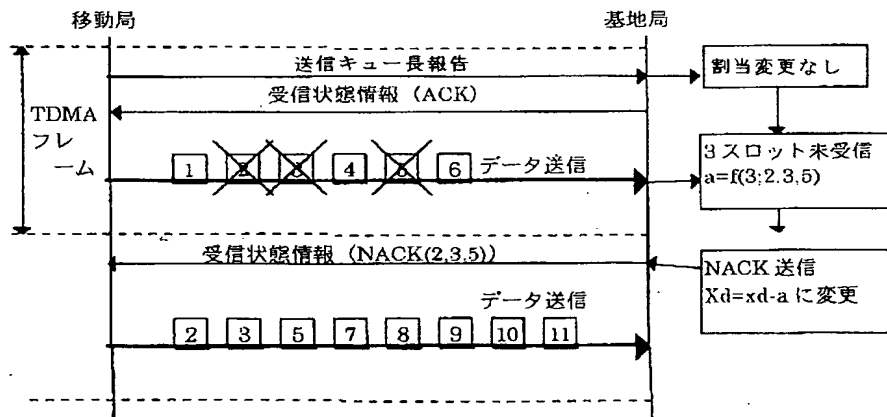 移動局
基地局
送信キュー長報告
割当変更なし
受信状態情報（ACK）
TDMA
フレ
ーム
1 2 3 4 5 6 データ送信
3スロット未受信
a=f(3;2.3,5)
受信状態情報（NACK(2,3.5)）
NACK 送信
Xd=xd-a に変更
データ送信
2 3 5 7 8 9 10 11